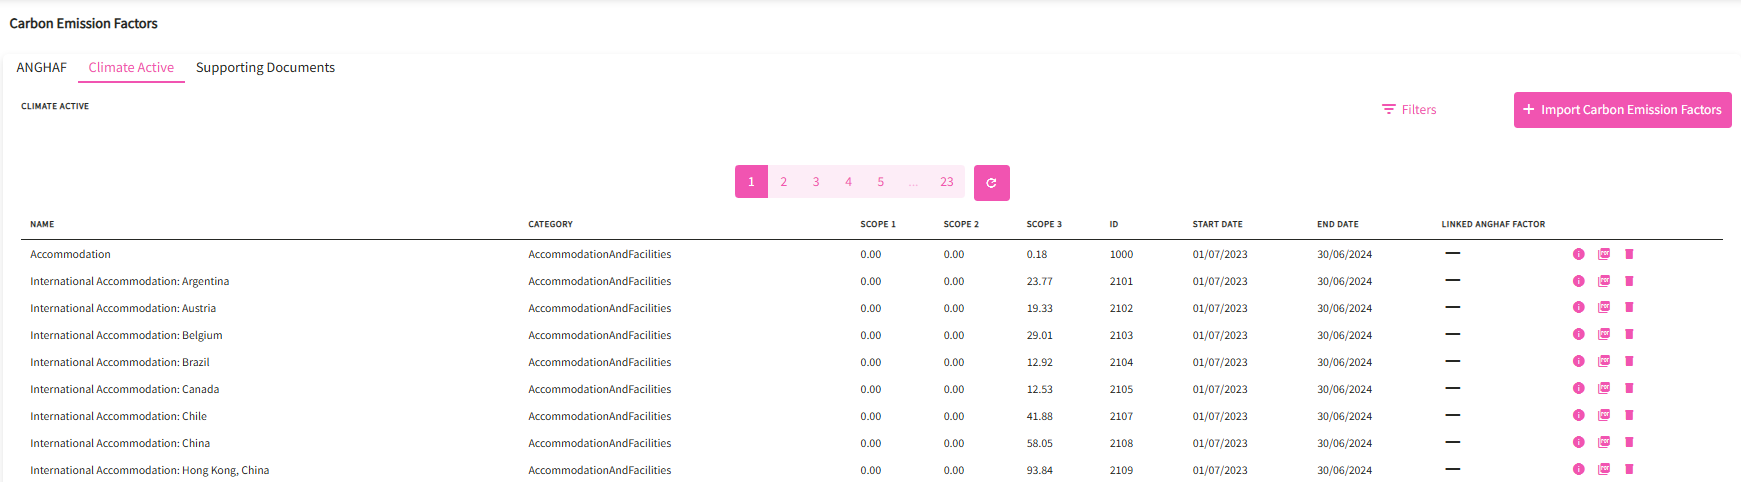 Carbon Emission Factors
ANGHAF Climate Active Supporting Documents
CLIMATE ACTIVE Filters + Import Carbon Emission Factors
1 2 3 4 5 ... 23
NAME CATEGORY SCOPE 1 SCOPE 2 SCOPE 3 ID START DATE END DATE LINKED ANGHAF FACTOR
Accommodation AccommodationAndFacilities 0.00 0.00 0.18 1000 01/07/2023 30/06/2024 —
International Accommodation: Argentina AccommodationAndFacilities 0.00 0.00 23.77 2101 01/07/2023 30/06/2024 —
International Accommodation: Austria AccommodationAndFacilities 0.00 0.00 19.33 2102 01/07/2023 30/06/2024 —
International Accommodation: Belgium AccommodationAndFacilities 0.00 0.00 29.01 2103 01/07/2023 30/06/2024 —
International Accommodation: Brazil AccommodationAndFacilities 0.00 0.00 12.92 2104 01/07/2023 30/06/2024 —
International Accommodation: Canada AccommodationAndFacilities 0.00 0.00 12.53 2105 01/07/2023 30/06/2024 —
International Accommodation: Chile AccommodationAndFacilities 0.00 0.00 41.88 2107 01/07/2023 30/06/2024 —
International Accommodation: China AccommodationAndFacilities 0.00 0.00 58.05 2108 01/07/2023 30/06/2024 —
International Accommodation: Hong Kong, China AccommodationAndFacilities 0.00 0.00 93.84 2109 01/07/2023 30/06/2024 —